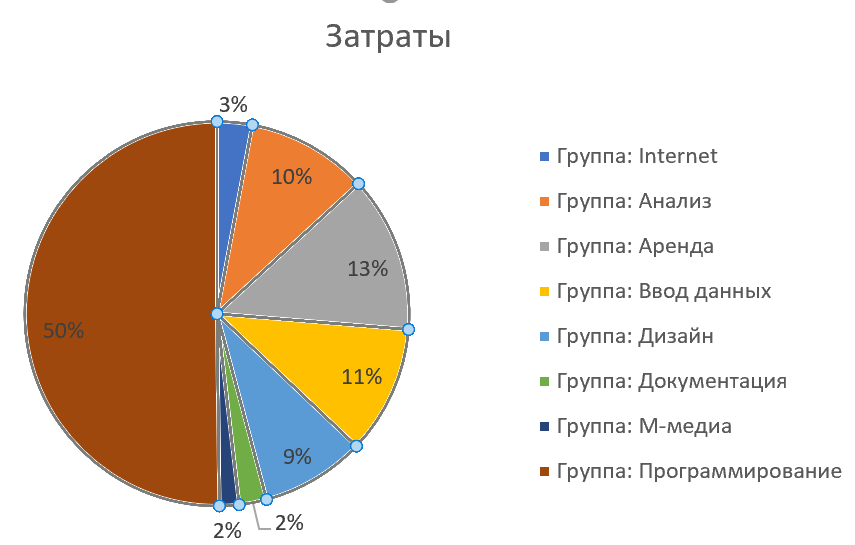 Затраты
3%
10%
13%
50%
11%
9%
2%
2%
Группа: Internet
Группа: Анализ
Группа: Аренда
Группа: Ввод данных
Группа: Дизайн
Группа: Документация
Группа: М-медиа
Группа: Программирование